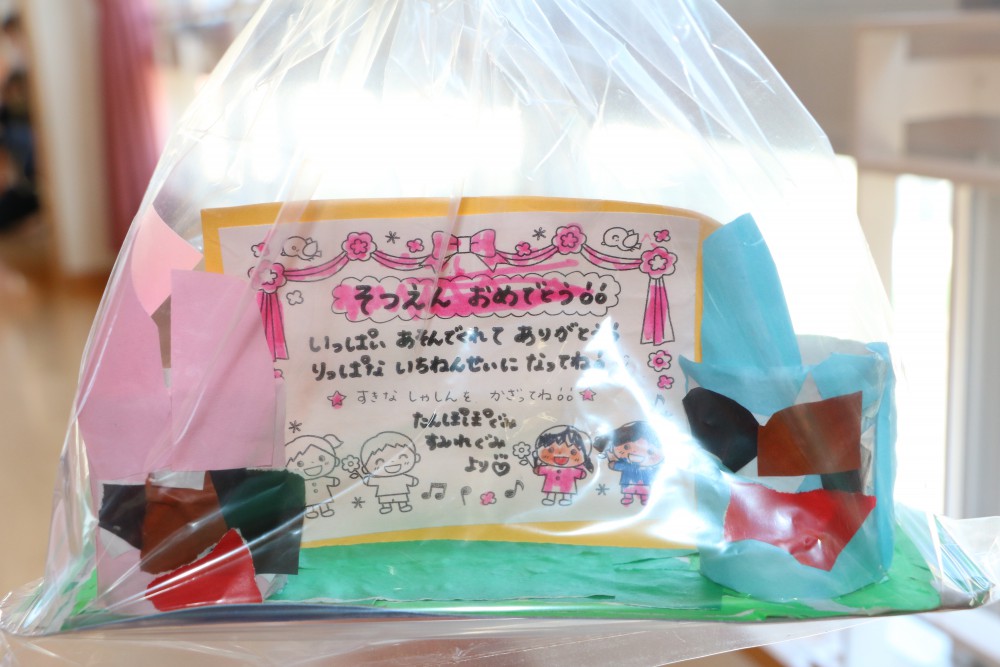 そつえん おめでとう!!
いっぱい あそんでくれて ありがとう!!
りっぱな いちねんせいに なってね
すきな しゃしんを かざってね!!
たんぽぽぐみ
すみれぐみ
より♡